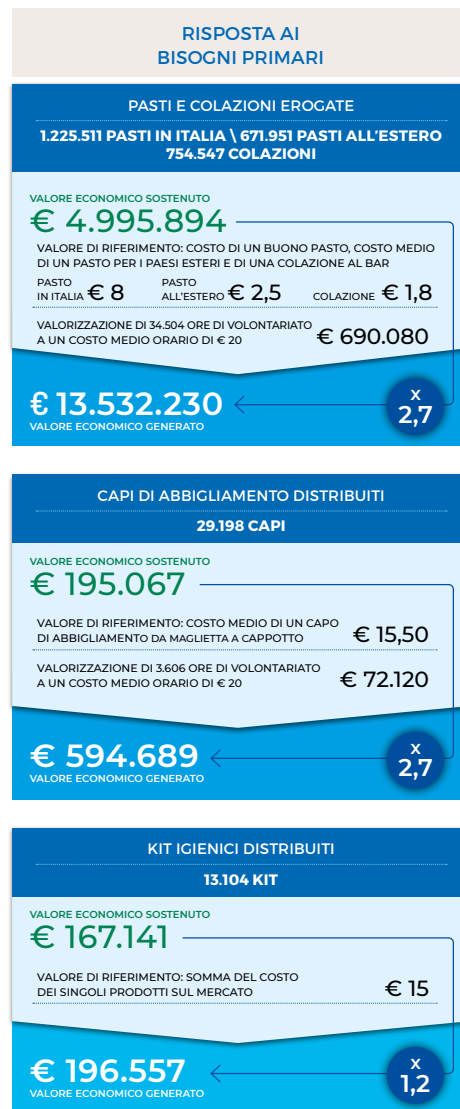 RISPOSTA AI
BISOGNI PRIMARI
PASTI E COLAZIONI EROGATE
1.225.511 PASTI IN ITALIA \ 671.951 PASTI ALL'ESTERO
754.547 COLAZIONI
VALORE ECONOMICO SOSTENUTO
€ 4.995.894
VALORE DI RIFERIMENTO: COSTO DI UN BUONO PASTO, COSTO MEDIO
DI UN PASTO PER I PAESI ESTERI E DI UNA COLAZIONE AL BAR
PASTO
IN ITALIA € 8
PASTO
ALL'ESTERO € 2,5
COLAZIONE € 1,8
VALORIZZAZIONE DI 34.504 ORE DI VOLONTARIATO
A UN COSTO MEDIO ORARIO DI € 20
€ 690.080
€ 13.532.230
VALORE ECONOMICO GENERATO
X
2,7
CAPI DI ABBIGLIAMENTO DISTRIBUITI
29.198 CAPI
VALORE ECONOMICO SOSTENUTO
€ 195.067
VALORE DI RIFERIMENTO: COSTO MEDIO DI UN CAPO
DI ABBIGLIAMENTO DA MAGLIETTA A CAPPOTTO
€ 15,50
VALORIZZAZIONE DI 3.606 ORE DI VOLONTARIATO
A UN COSTO MEDIO ORARIO DI € 20
€ 72.120
€ 594.689
VALORE ECONOMICO GENERATO
X
2,7
KIT IGIENICI DISTRIBUITI
13.104 KIT
VALORE ECONOMICO SOSTENUTO
€ 167.141
VALORE DI RIFERIMENTO: SOMMA DEL COSTO
DEI SINGOLI PRODOTTI SUL MERCATO
€ 15
€ 196.557
VALORE ECONOMICO GENERATO
X
1,2